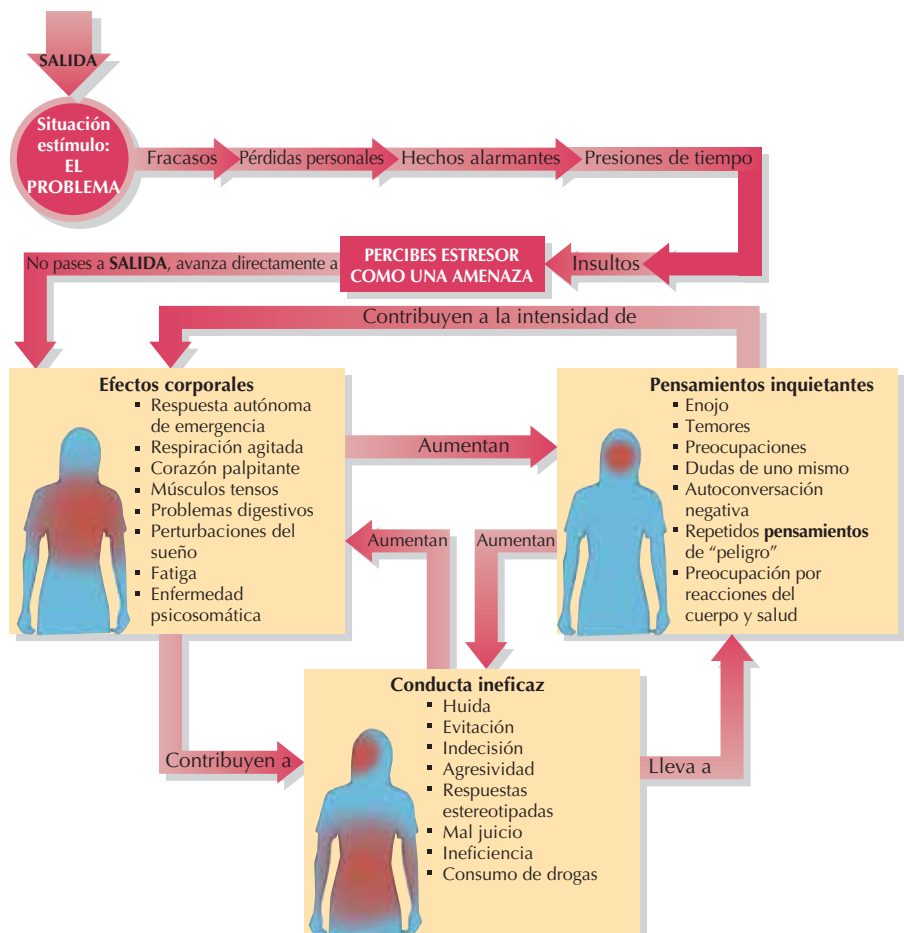 SALIDA
Situación
estímulo:
EL
PROBLEMA
Fracasos
Pérdidas personales
Hechos alarmantes
Presiones de tiempo
Insultos
PERCIBES ESTRESOR
COMO UNA AMENAZA
No pases a SALIDA, avanza directamente a
Contribuyen a la intensidad de
Efectos corporales
▪ Respuesta autónoma
de emergencia
▪ Respiración agitada
▪ Corazón palpitante
▪ Músculos tensos
▪ Problemas digestivos
▪ Perturbaciones del
sueño
▪ Fatiga
▪ Enfermedad
psicosomática
Aumentan
Pensamientos inquietantes
▪ Enojo
▪ Temores
▪ Preocupaciones
▪ Dudas de uno mismo
▪ Autoconversación
negativa
▪ Repetidos pensamientos
de “peligro”
▪ Preocupación por
reacciones del
cuerpo y salud
Aumentan
Aumentan
Contribuyen a
Conducta ineficaz
▪ Huida
▪ Evitación
▪ Indecisión
▪ Agresividad
▪ Respuestas
estereotipadas
▪ Mal juicio
▪ Ineficiencia
▪ Consumo de drogas
Lleva a